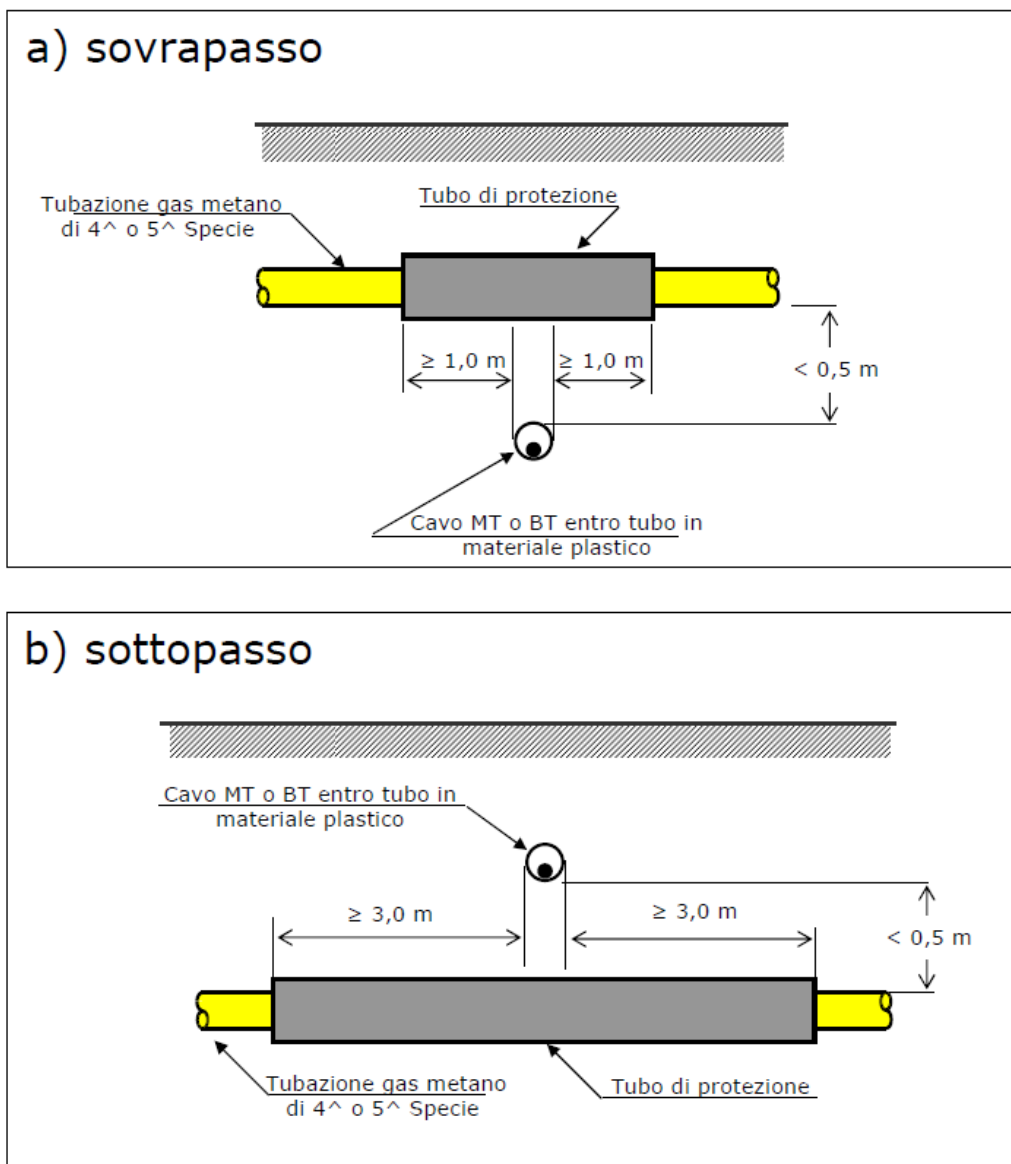 a) sovrapasso
Tubazione gas metano
di 4^ o 5^ Specie
Tubo di protezione
≥ 1,0 m
≥ 1,0 m
< 0,5 m
Cavo MT o BT entro tubo in
materiale plastico
b) sottopasso
Cavo MT o BT entro tubo in
materiale plastico
≥ 3,0 m
≥ 3,0 m
< 0,5 m
Tubazione gas metano
di 4^ o 5^ Specie
Tubo di protezione